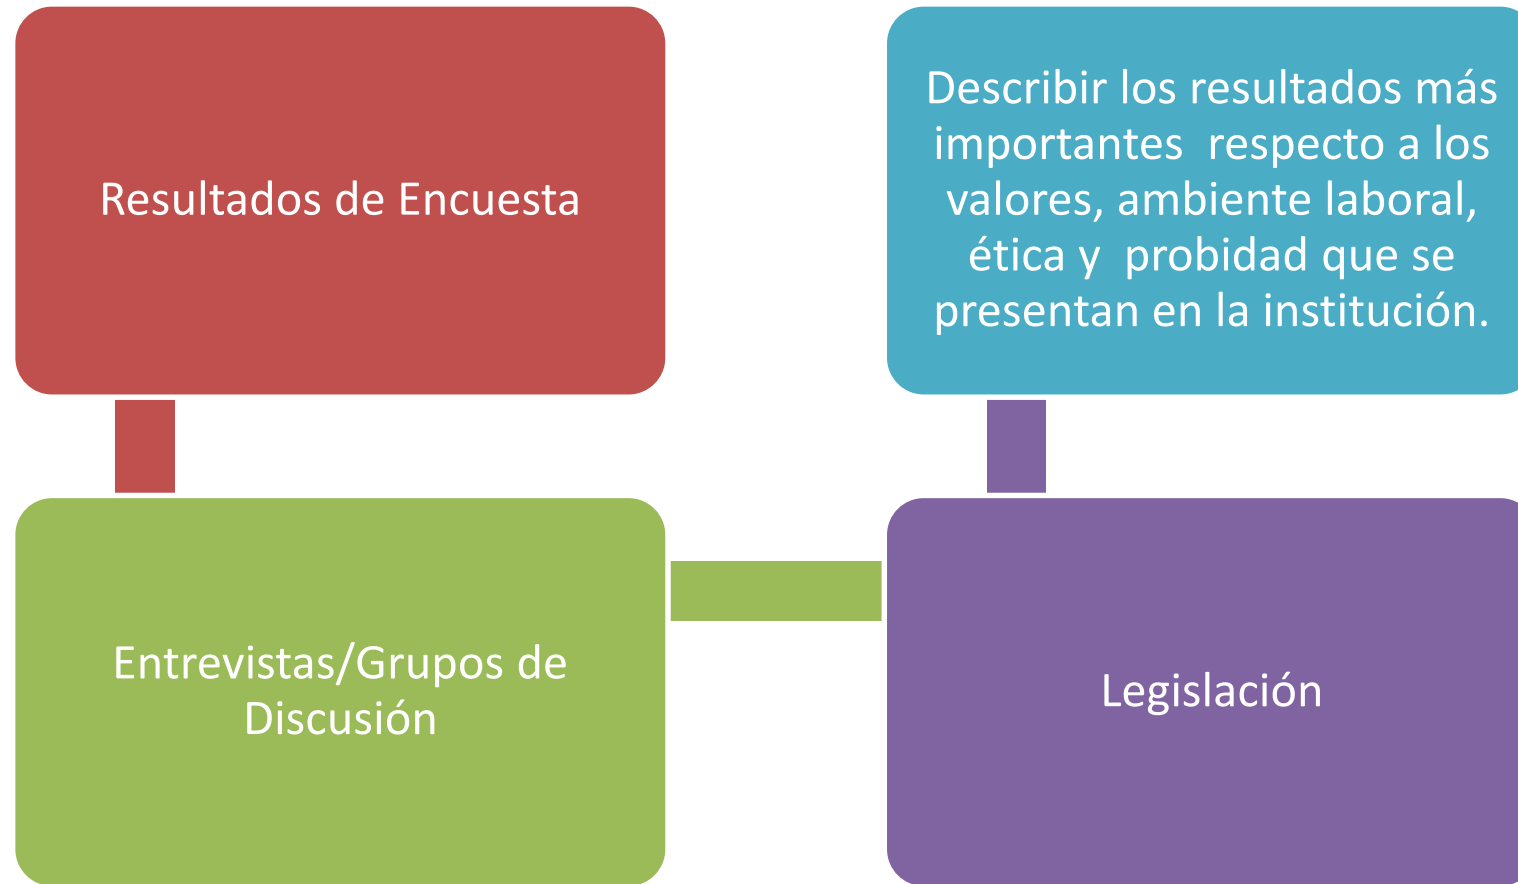 Resultados de Encuesta
Entrevistas/Grupos de
Discusión
Legislación
Describir los resultados más
importantes  respecto a los
valores, ambiente laboral,
ética y  probidad que se
presentan en la institución.